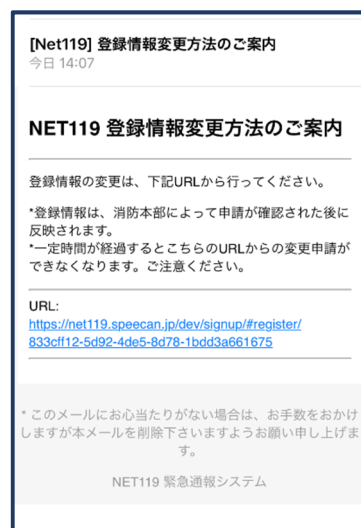 [Net119] 登録情報変更方法のご案内
今日 14:07
NET119 登録情報変更方法のご案内
登録情報の変更は、下記URLから行ってください。
*登録情報は、消防本部によって申請が確認された後に
反映されます。
*一定時間が経過するとこちらのURLからの変更申請が
できなくなります。ご注意ください。
URL:
https://net119.speecan.jp/dev/signup/#register/
833cff12-5d92-4de5-8d78-1bdd3a661675
* このメールにお心当たりがない場合は、お手数をおかけ
しますが本メールを削除下さいますようお願い申し上げま
す。
NET119 緊急通報システム